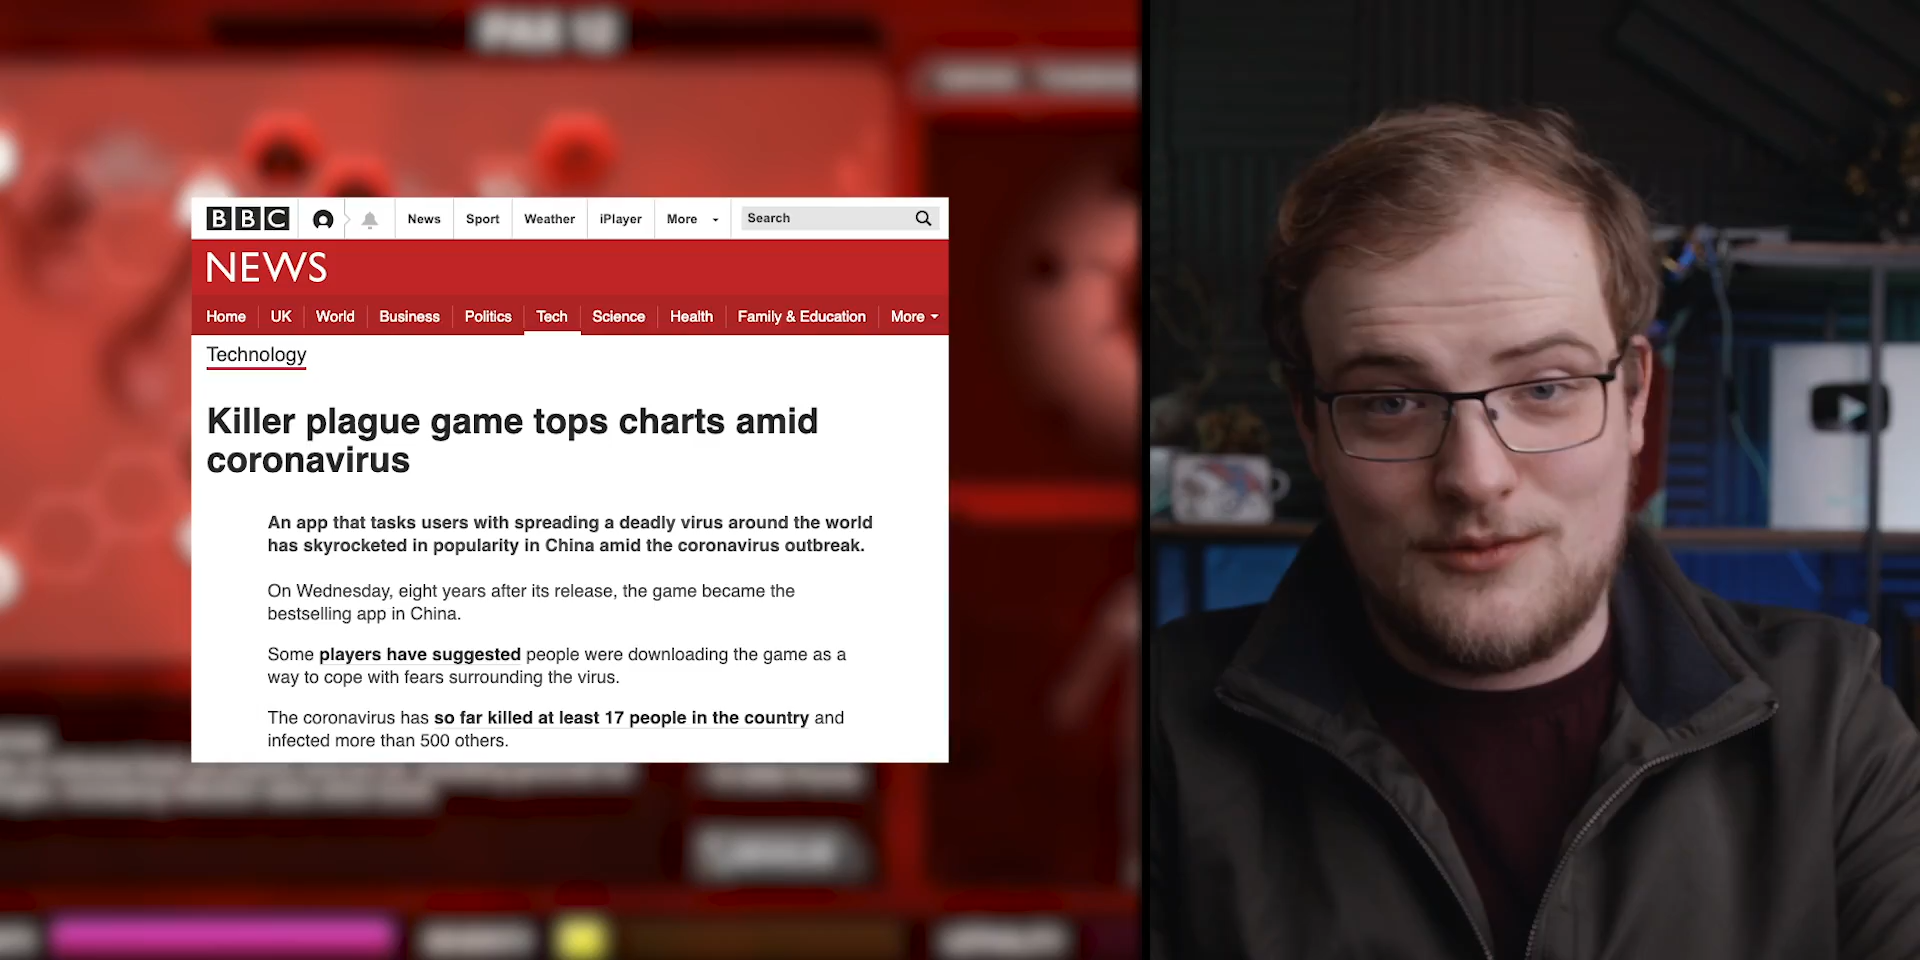 BBC News Sport Weather iPlayer More Search
NEWS
Home UK World Business Politics Tech Science Health Family & Education More
Technology
Killer plague game tops charts amid
coronavirus
An app that tasks users with spreading a deadly virus around the world
has skyrocketed in popularity in China amid the coronavirus outbreak.
On Wednesday, eight years after its release, the game became the
bestselling app in China.
Some players have suggested people were downloading the game as a
way to cope with fears surrounding the virus.
The coronavirus has so far killed at least 17 people in the country and
infected more than 500 others.